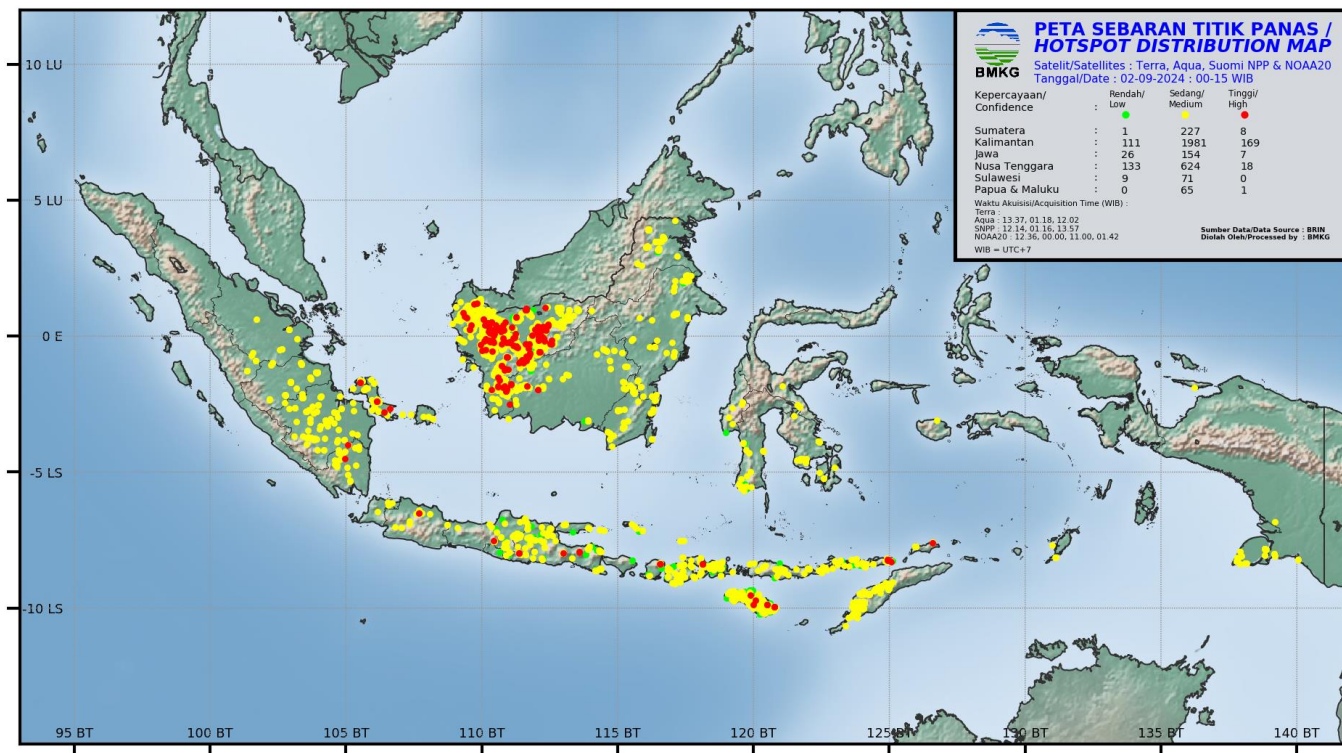 PETA SEBARAN TITIK PANAS /
HOTSPOT DISTRIBUTION MAP
BMKG
Satelit/Satellites : Terra, Aqua, Suomi NPP & NOAA20
Tanggal/Date : 02-09-2024 : 00-15 WIB
Kepercayaan/ Rendah/ Sedang/ Tinggi/
Confidence : Low Medium High
Sumatera : 1 227 8
Kalimantan : 111 1981 169
Jawa : 26 154 7
Nusa Tenggara : 133 624 18
Sulawesi : 9 71 0
Papua & Maluku : 0 65 1
Waktu Akuisisi/Acquisition Time (WIB) :
Terra :
Aqua : 13.37, 01.18, 12.02
SNPP : 12.14, 01.16, 13.57
NOAA20 : 12.36, 00.00, 11.00, 01.42
WIB = UTC+7
Sumber Data/Data Source : BRIN
Diolah Oleh/Processed by : BMKG
10 LU
5 LU
0 E
-5 LS
-10 LS
95 BT 100 BT 105 BT 110 BT 115 BT 120 BT 125 BT 130 BT 135 BT 140 BT